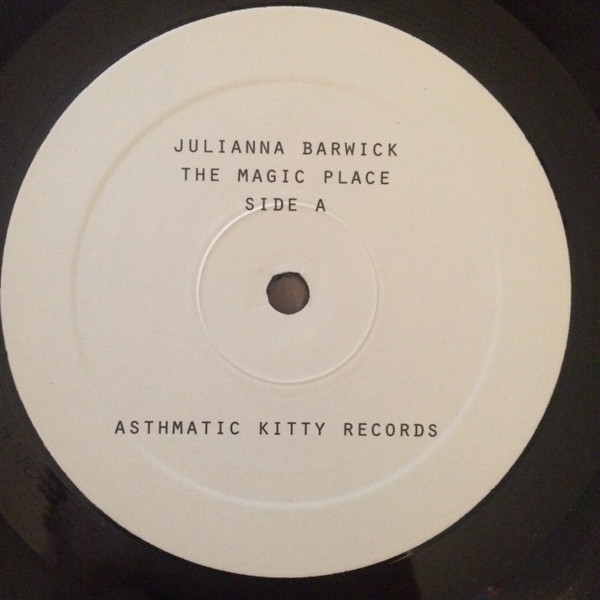 JULIANNA BARWICK
THE MAGIC PLACE
SIDE A
ASTHMATIC KITTY RECORDS